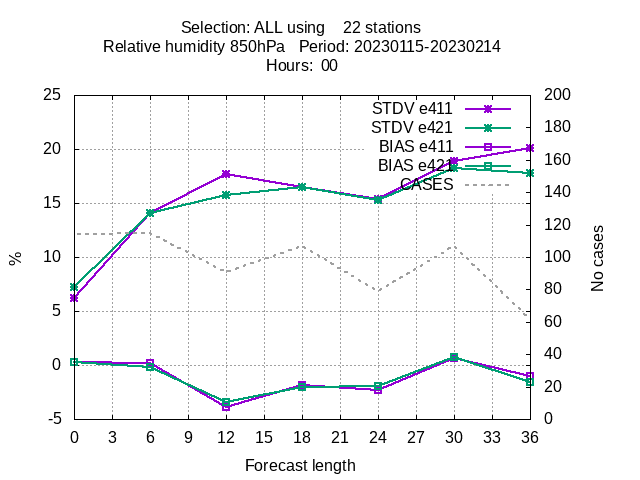 Selection: ALL using 22 stations
Relative humidity 850hPa Period: 20230115-20230214
Hours: 00
25
20
15
10
5
0
-5
%
STDV e411
STDV e421
BIAS e411
BIAS e421
CASES
200
180
160
140
120
100
80
60
40
20
0
No cases
0 3 6 9 12 15 18 21 24 27 30 33 36
Forecast length